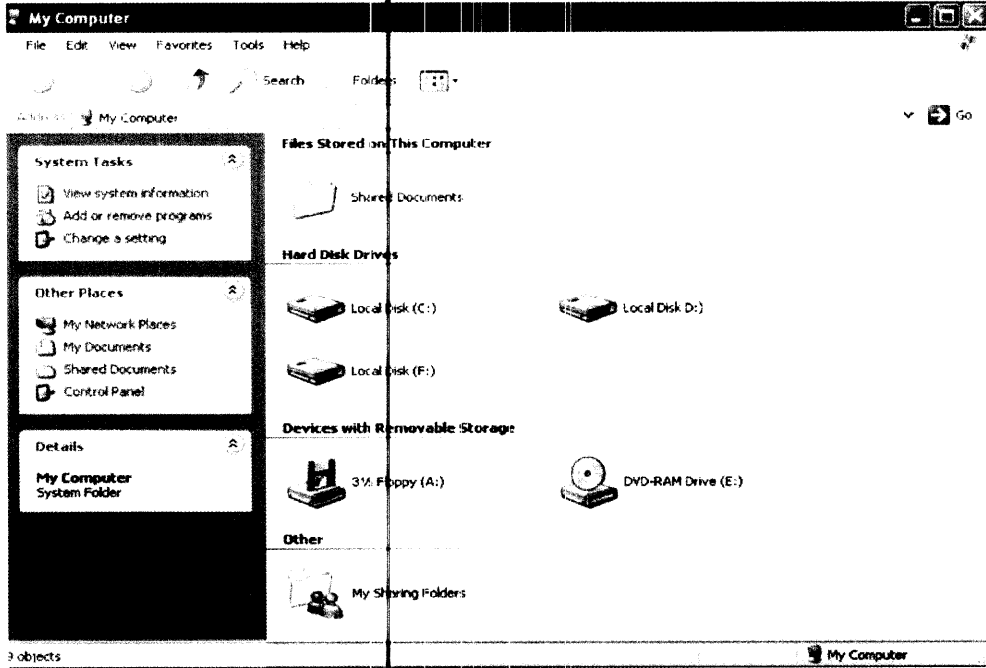 My Computer
File Edit View Favorites Tools Help
Search Folders
Address My Computer Go
System Tasks
View system information
Add or remove programs
Change a setting
Other Places
My Network Places
My Documents
Shared Documents
Control Panel
Details
My Computer
System Folder
Files Stored on This Computer
Shared Documents
Hard Disk Drives
Local Disk (C:) Local Disk D:)
Local Disk (F:)
Devices with Removable Storage
3½ Floppy (A:) DVD-RAM Drive (E:)
Other
My Sharing Folders
9 objects My Computer